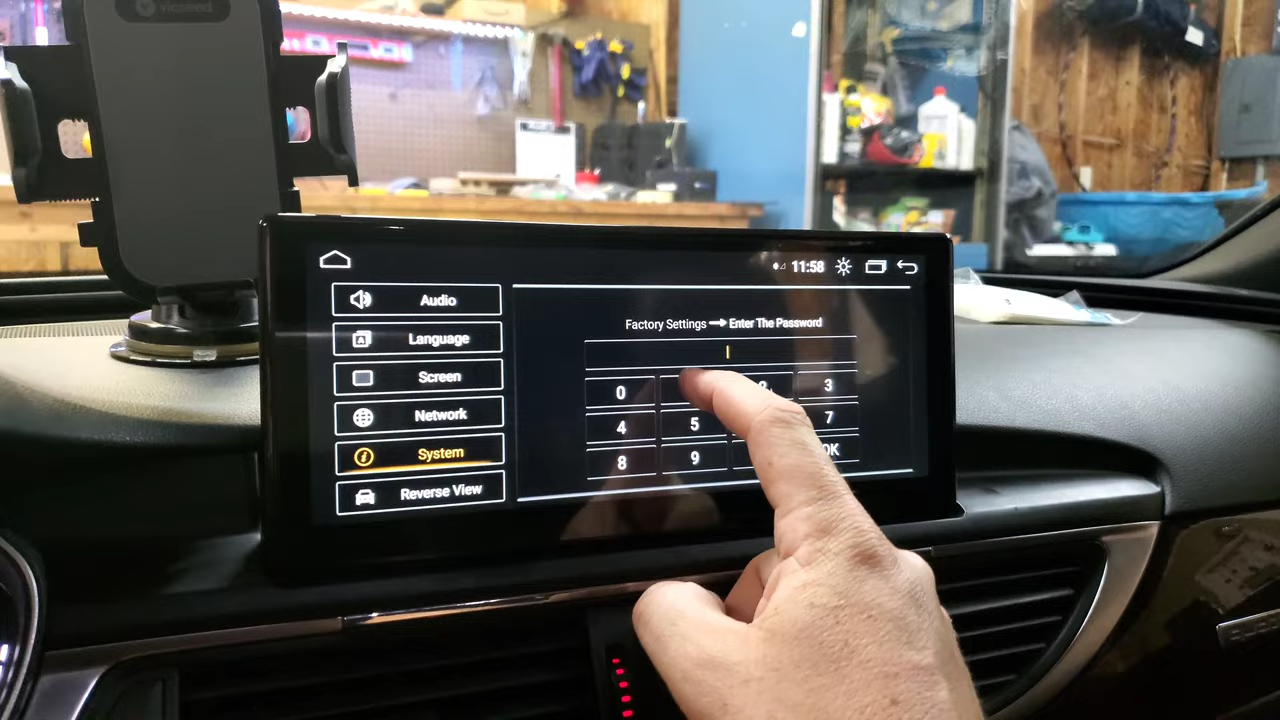 vicseed
11:58
Audio
Language
Screen
Network
System
Reverse View
Factory Settings → Enter The Password
0
3
4
5
7
8
9